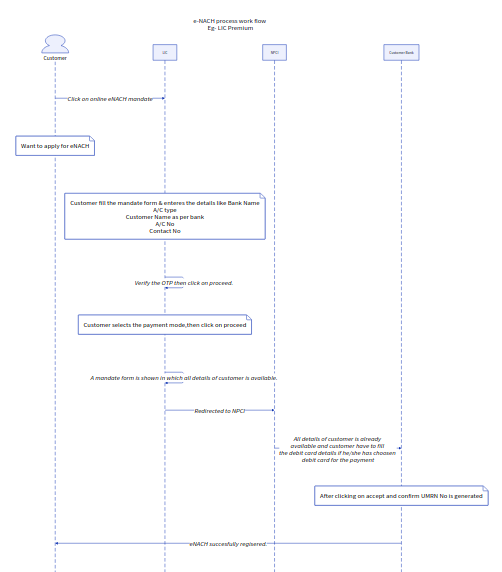 e-NACH process work flow
Eg- LIC Premium
Customer
LIC
NPCI
Customer Bank
Click on online eNACH mandate
Want to apply for eNACH
Customer fill the mandate form & enteres the details like Bank Name
A/C type
Customer Name as per bank
A/C No
Contact No
Verify the OTP then click on proceed.
Customer selects the payment mode,then click on proceed
A mandate form is shown in which all details of customer is available.
Redirected to NPCI
All details of customer is already
available and customer have to fill
the debit card details if he/she has choosen
debit card for the payment
After clicking on accept and confirm UMRN No is generated
eNACH succesfully regisered.